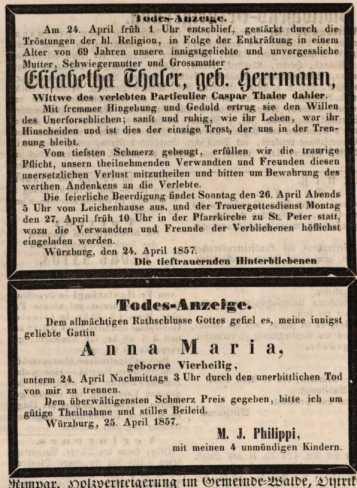 Todes-Anzeige.
Am 24. April früh 1 Uhr entschlief, gestärkt durch die
Tröstungen der hl. Religion, in Folge der Entkräftung in einem
Alter von 69 Jahren unsere innigstgeliebte und unvergessliche
Mutter, Schwiegermutter und Grossmutter
Elisabetha Thaler, geb. Herrmann,
Wittwe des verlebten Particulier Caspar Thaler dahler.
Mit frommer Hingebung und Geduld ertrug sie den Willen
des Unerforschlichen; sanft und ruhig, wie ihr Leben, war ihr
Hinscheiden und ist dies der einzige Trost, der uns in der Tren-
nung bleibt.
Vom tiefsten Schmerz gebeugt, erfüllen wir die traurige
Pflicht, unsern theilnehmenden Verwandten und Freunden diesen
unersetzlichen Verlust mitzutheilen und bitten um Bewahrung des
werthen Andenkens an die Verlebte.
Die feierliche Beerdigung findet Sonntag den 26. April Abends
5 Uhr vom Leichenhause aus, und der Trauergottesdienst Montag
den 27. April früh 10 Uhr in der Pfarrkirche zu St. Peter statt,
wozu die Verwandten und Freunde der Verblichenen höflichst
eingeladen werden.
Würzburg, den 24. April 1857.
Die tieftrauernden Hinterbliebenen
Todes-Anzeige.
Dem allmächtigen Rathschlusse Gottes gefiel es, meine innigst
geliebte Gattin
Anna Maria,
geborne Vierheilig,
unterm 24. April Nachmittags 3 Uhr durch den unerbittlichen Tod
von mir zu trennen.
Dem überwältigensten Schmerz Preis gegeben, bitte ich um
gütige Theilnahme und stilles Beileid.
Würzburg, 25. April 1857.
M. J. Philippi,
mit meinen 4 unmündigen Kindern.
Rimpar. Holzversteigerung im Gemeinde-Walde, Distrik